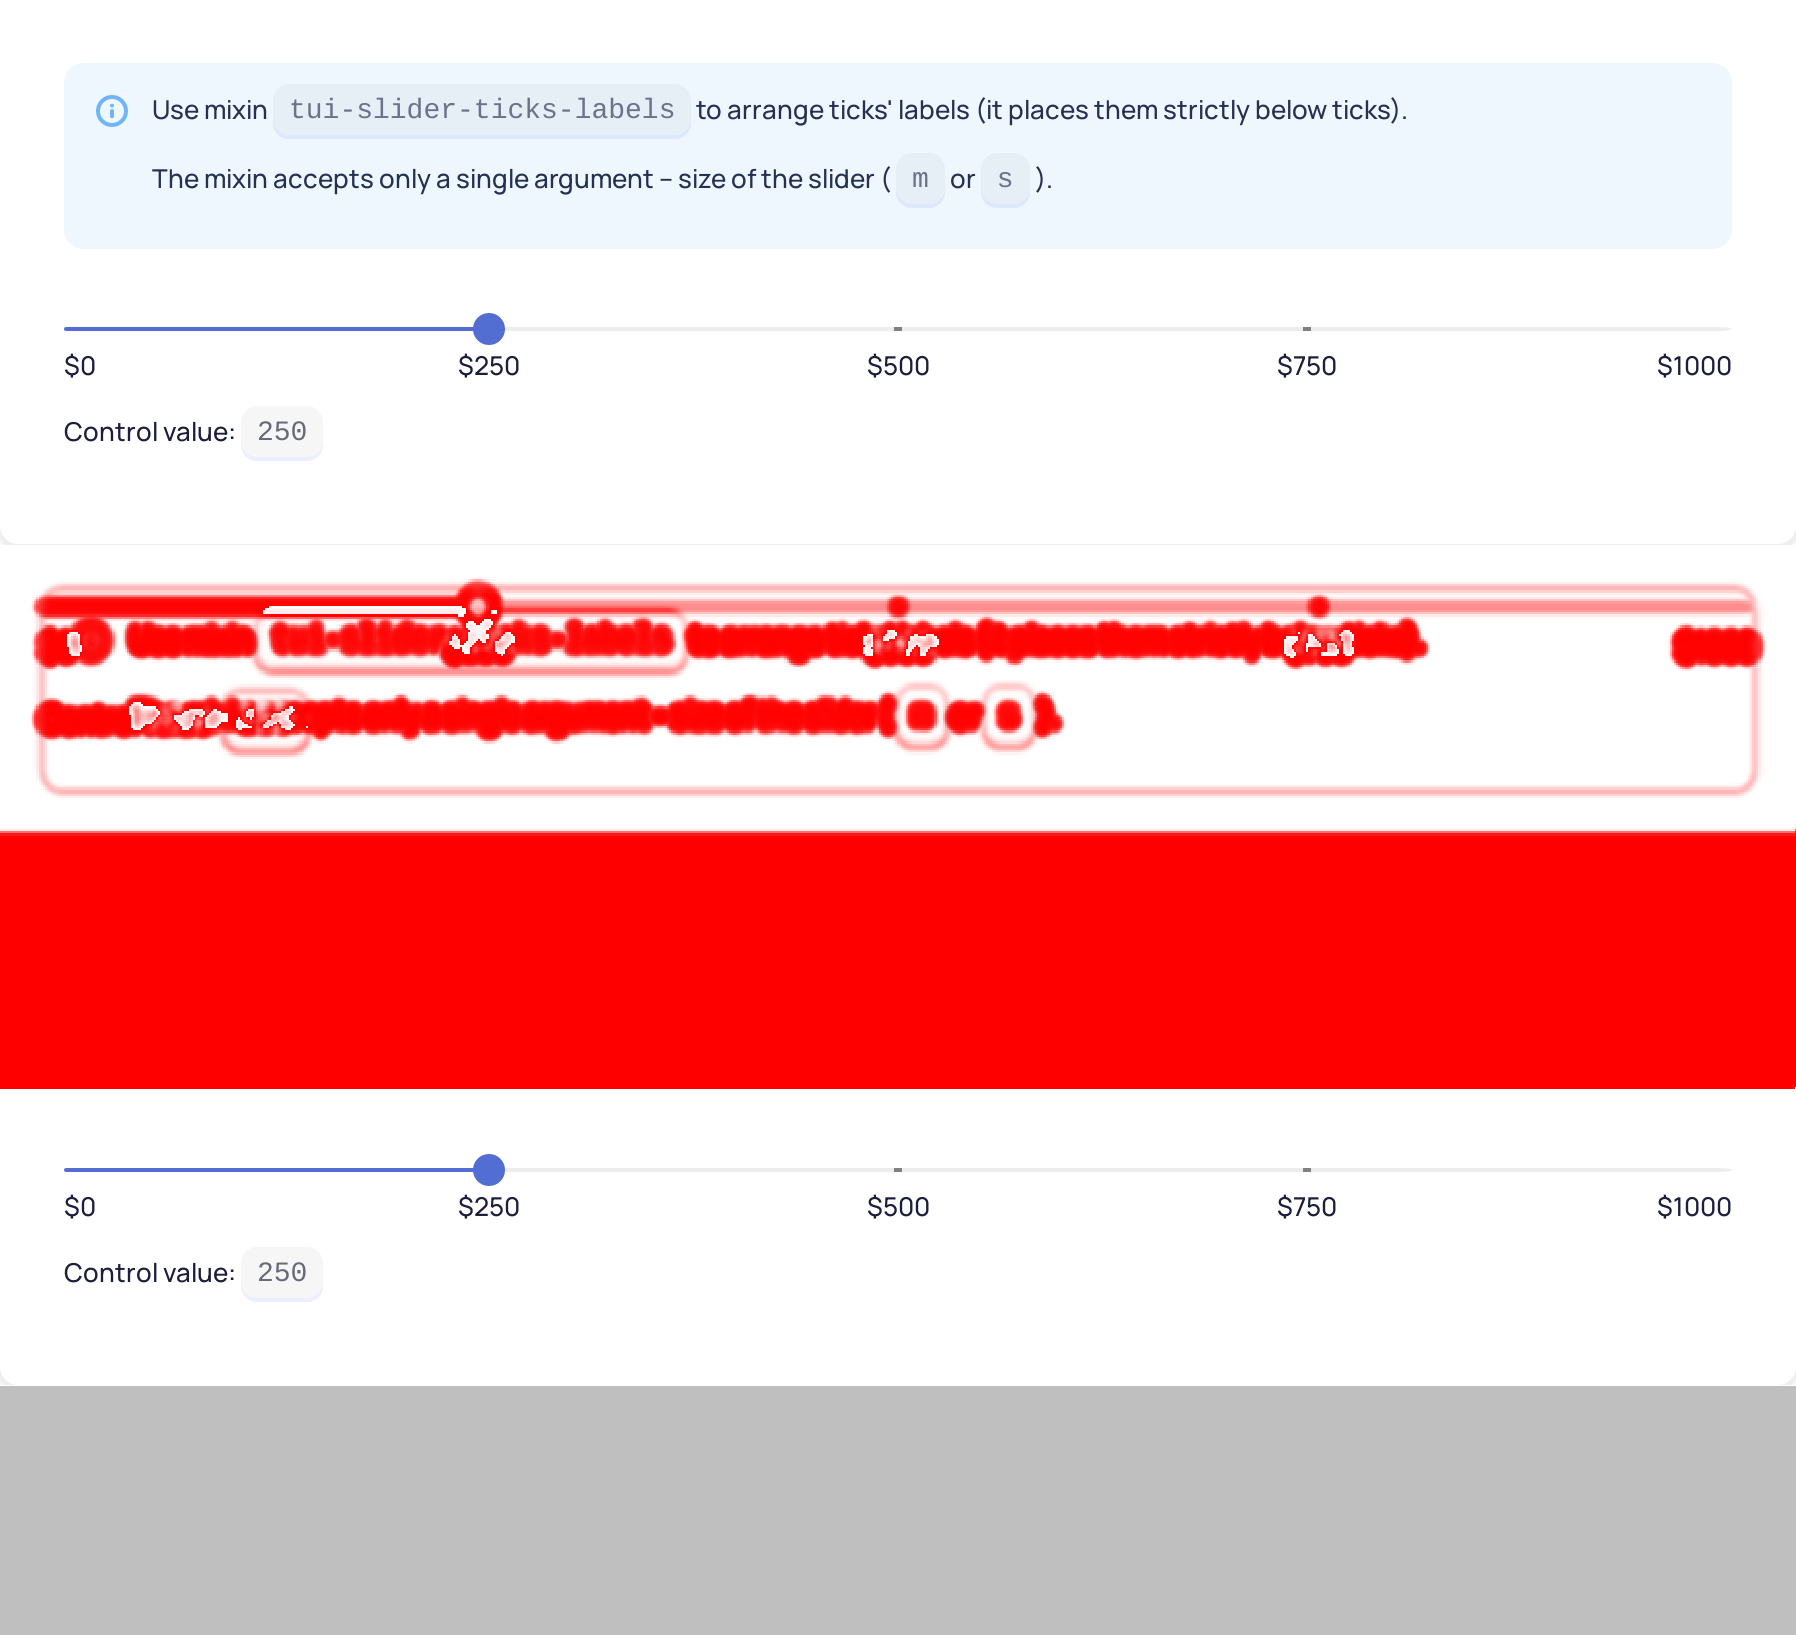 Use mixin tui-slider-ticks-labels to arrange ticks' labels (it places them strictly below ticks).
The mixin accepts only a single argument – size of the slider ( m or s ).
$0 $250 $500 $750 $1000
Control value: 250
$0 $250 $500 $750 $1000
Control value: 250